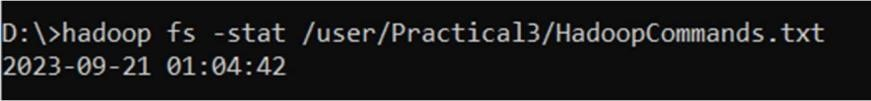 D:\>hadoop fs -stat /user/Practical3/HadoopCommands.txt
2023-09-21 01:04:42